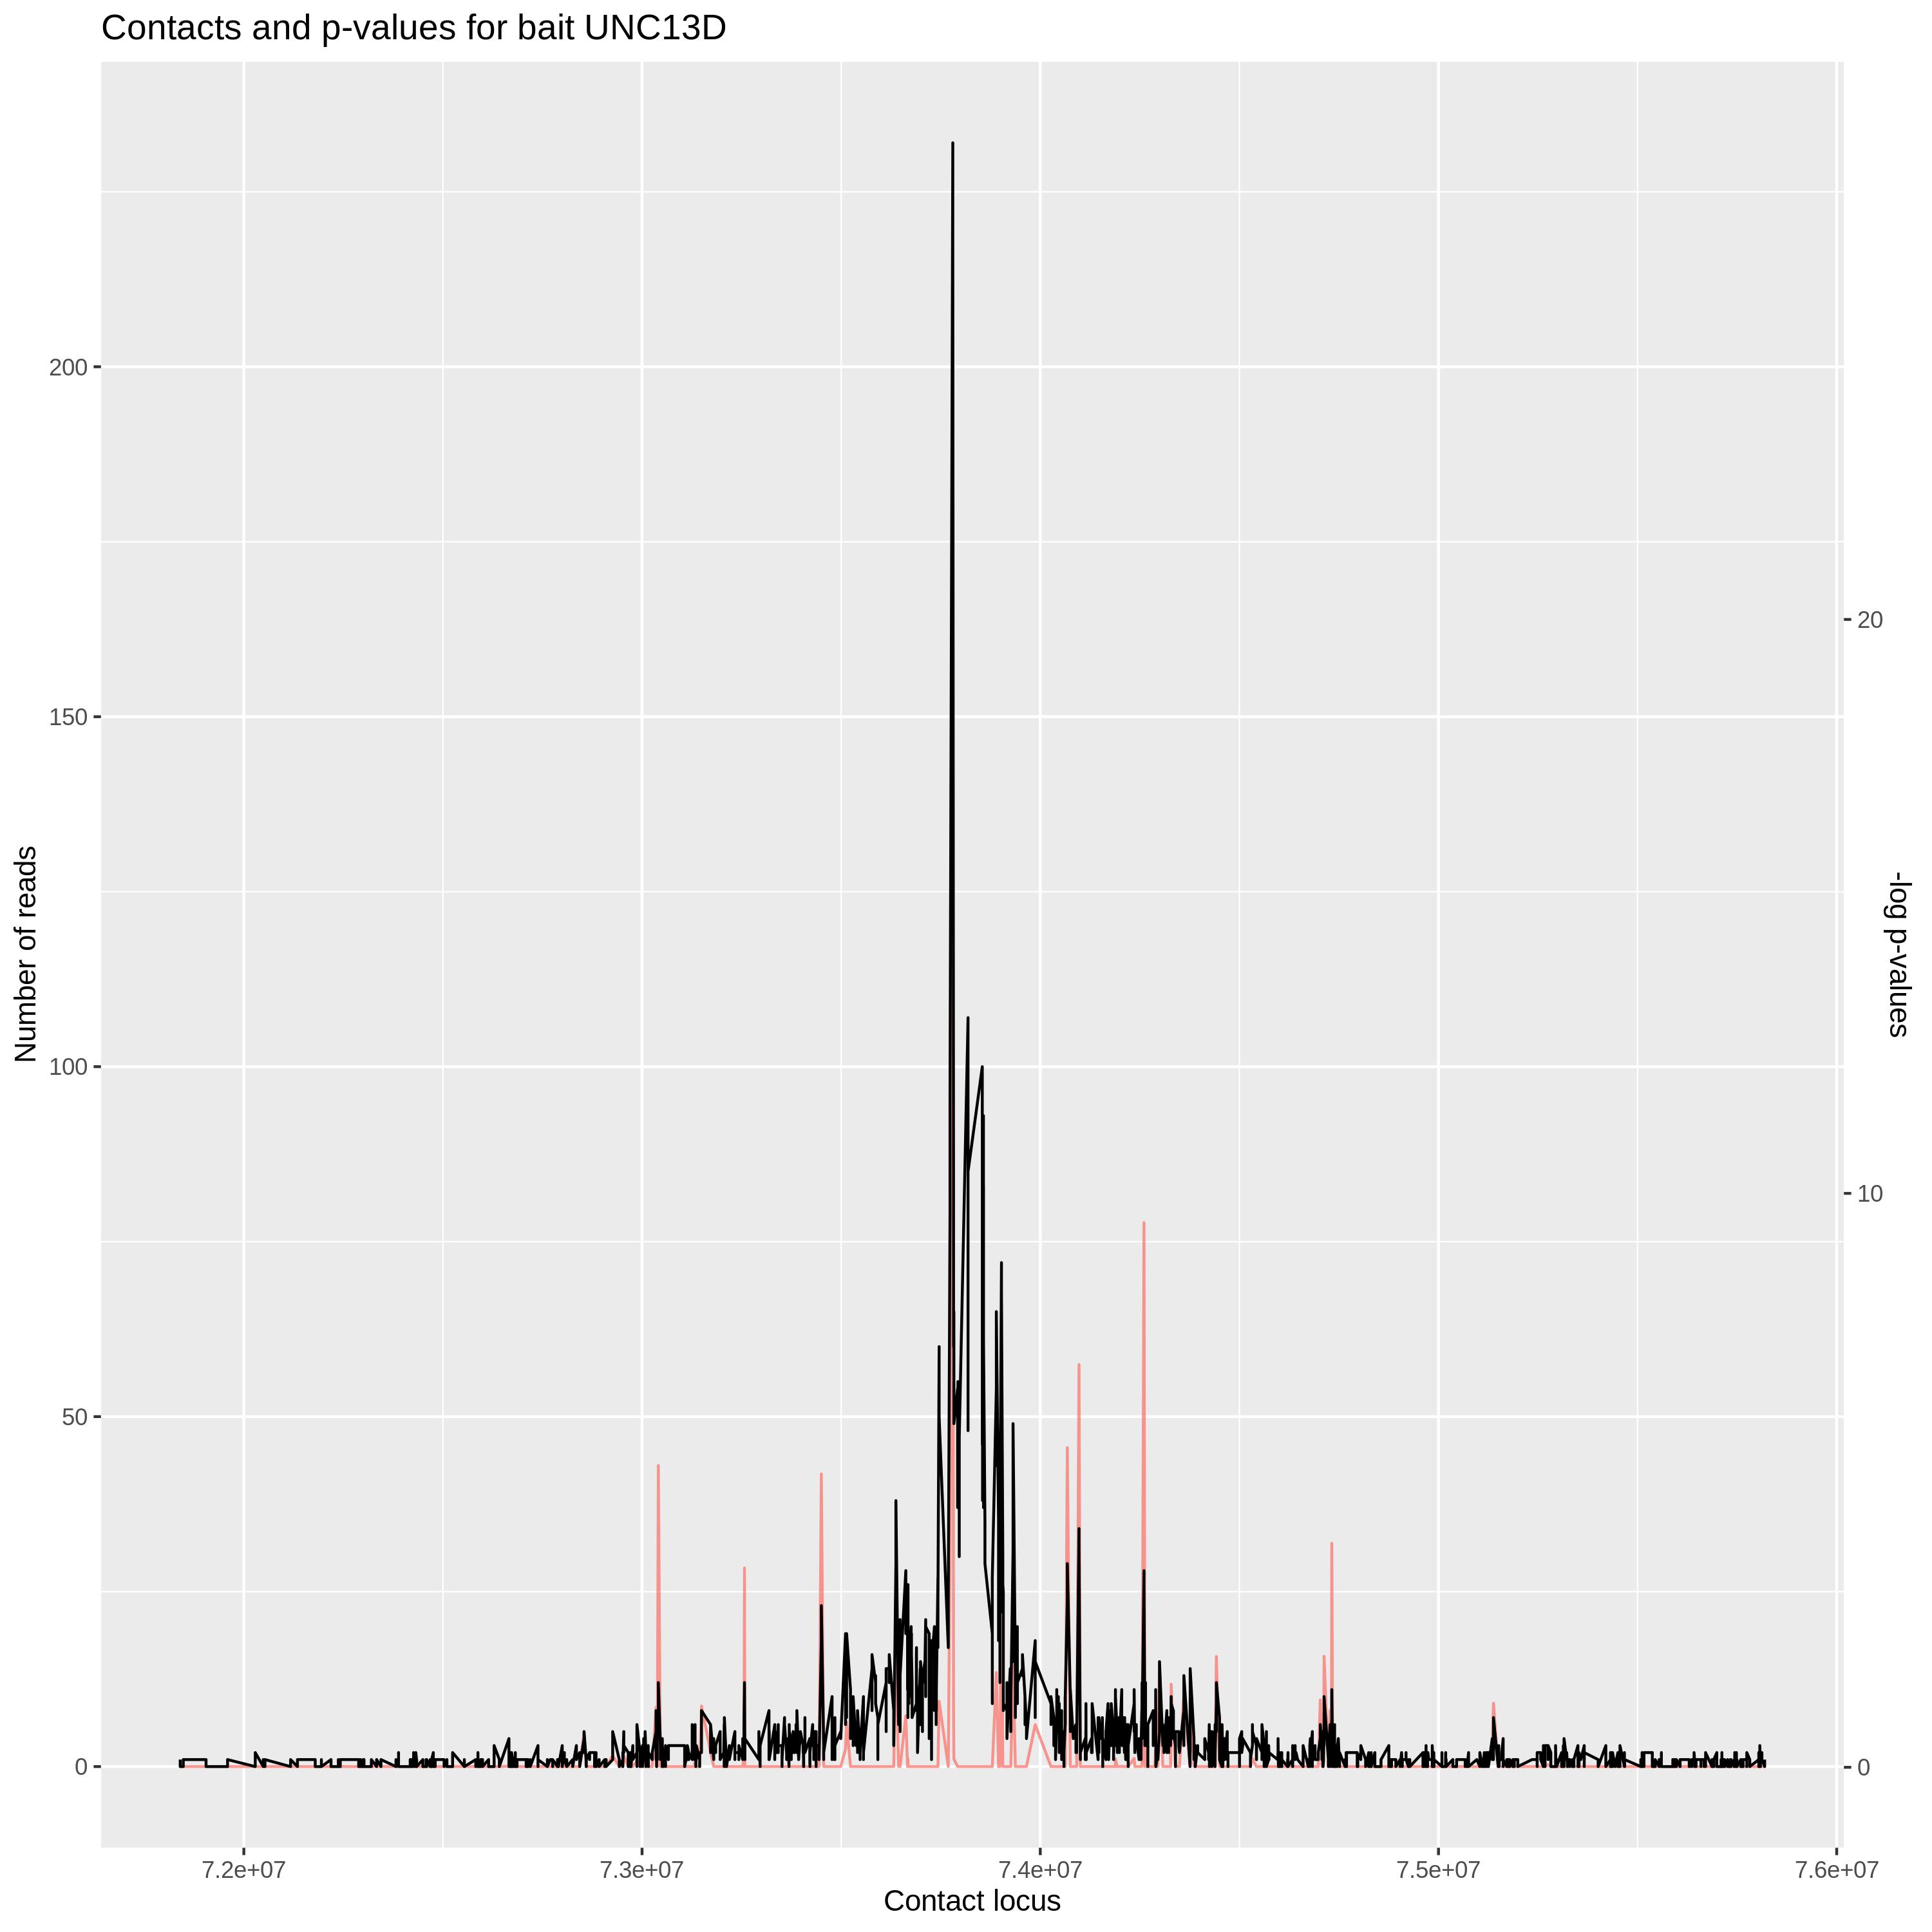 Contacts and p-values for bait UNC13D
200
150
100
50
0
Number of reads
20
10
0
-log p-values
7.2e+07 7.3e+07 7.4e+07 7.5e+07 7.6e+07
Contact locus